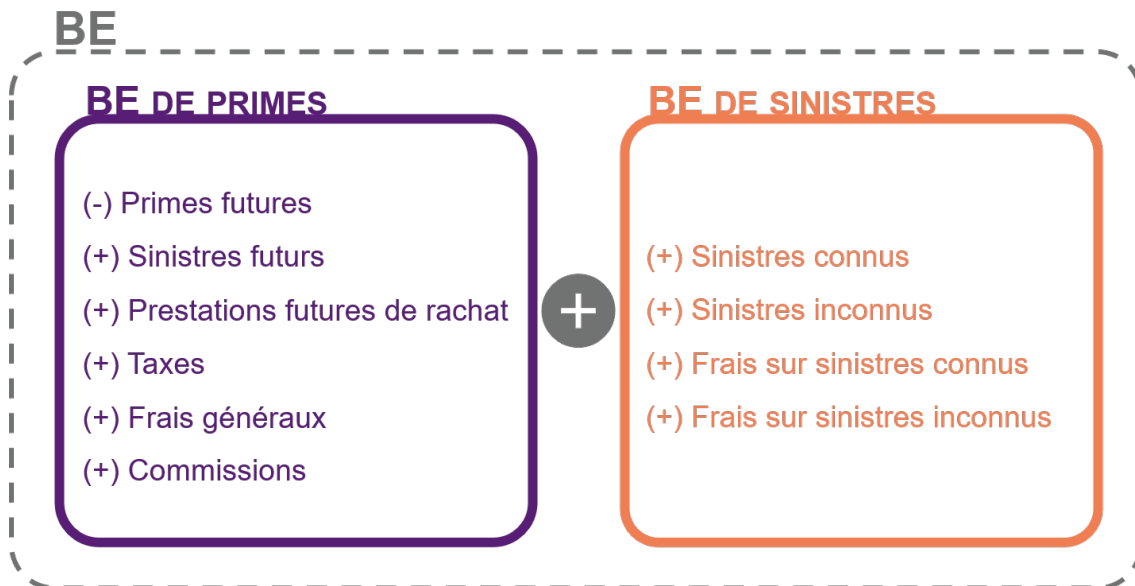 BE
BE DE PRIMES
(-) Primes futures
(+) Sinistres futurs
(+) Prestations futures de rachat
(+) Taxes
(+) Frais généraux
(+) Commissions
+
BE DE SINISTRES
(+) Sinistres connus
(+) Sinistres inconnus
(+) Frais sur sinistres connus
(+) Frais sur sinistres inconnus